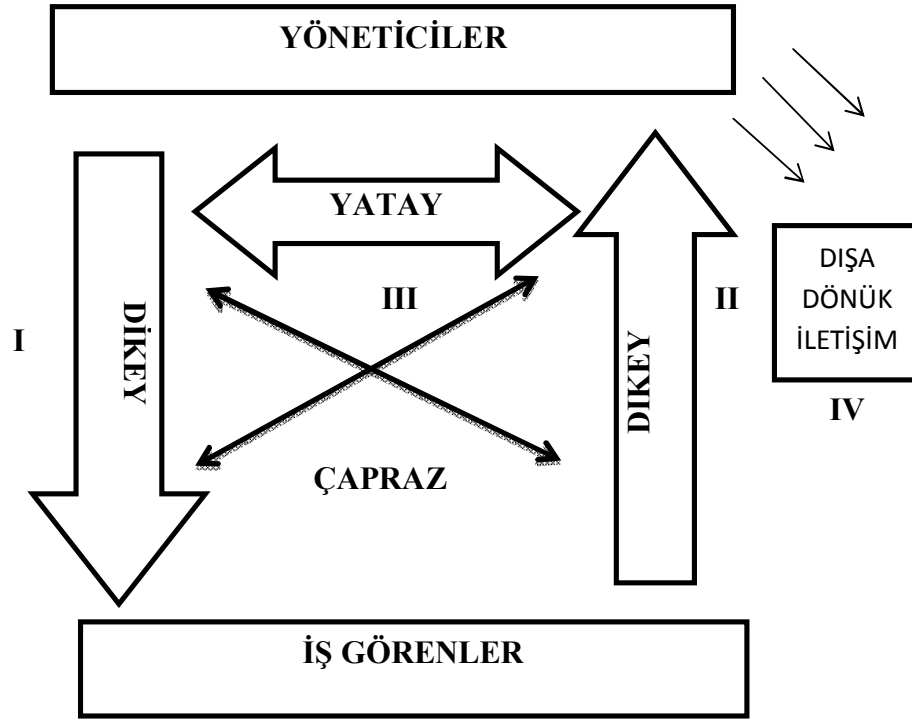 YÖNETİCİLER
YATAY
DIŞA
DÖNÜK
İLETİŞİM
III
II
I
DİKEY
DIKEY
IV
ÇAPRAZ
İŞ GÖRENLER